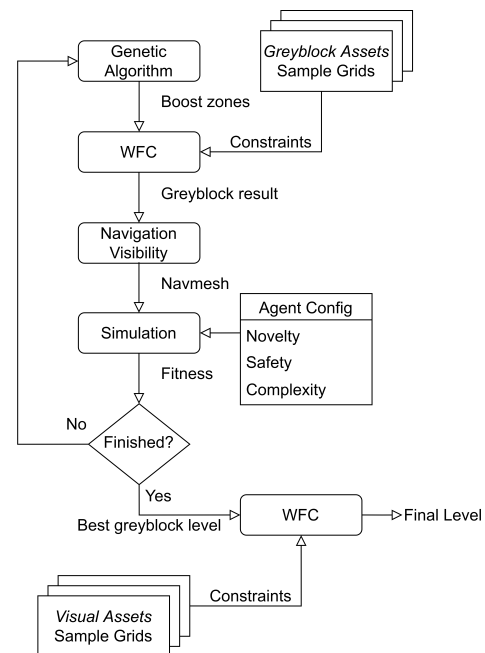 Genetic
Algorithm
Greyblock Assets
Sample Grids
Boost zones
Constraints
WFC
Greyblock result
Navigation
Visibility
Navmesh
Agent Config
Simulation
Novelty
Safety
Complexity
Fitness
No
Finished?
Yes
Best greyblock level
WFC
Final Level
Constraints
Visual Assets
Sample Grids